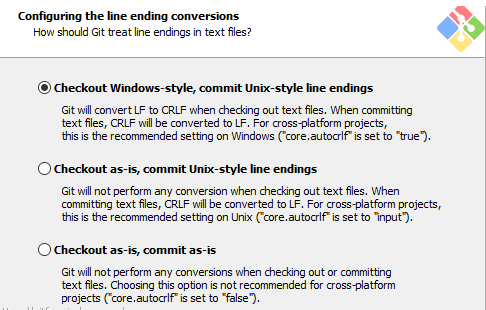 Configuring the line ending conversions
How should Git treat line endings in text files?
Checkout Windows-style, commit Unix-style line endings
Git will convert LF to CRLF when checking out text files. When committing
text files, CRLF will be converted to LF. For cross-platform projects,
this is the recommended setting on Windows ("core.autocrlf" is set to "true").
Checkout as-is, commit Unix-style line endings
Git will not perform any conversion when checking out text files. When
committing text files, CRLF will be converted to LF. For cross-platform projects,
this is the recommended setting on Unix ("core.autocrlf" is set to "input").
Checkout as-is, commit as-is
Git will not perform any conversions when checking out or committing
text files. Choosing this option is not recommended for cross-platform
projects ("core.autocrlf" is set to "false").